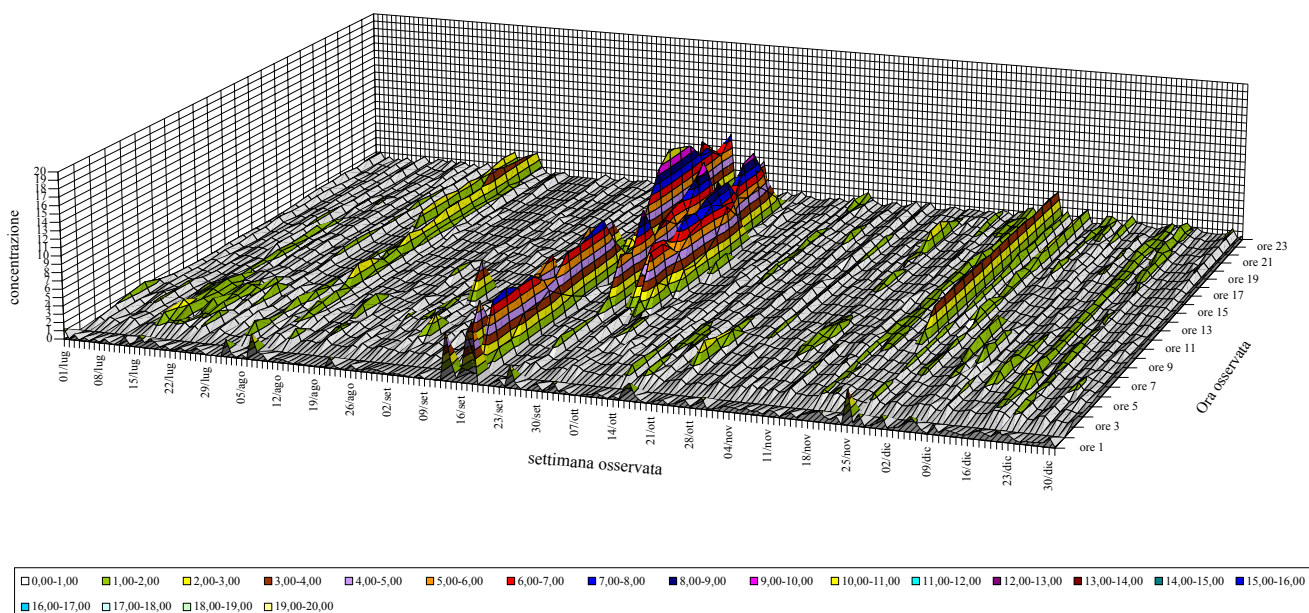 concentrazione
20
19
18
17
16
15
14
13
12
11
10
9
8
7
6
5
4
3
2
1
0
01/lug
08/lug
15/lug
22/lug
29/lug
05/ago
12/ago
19/ago
26/ago
02/set
09/set
16/set
23/set
30/set
07/ott
14/ott
21/ott
28/ott
04/nov
11/nov
18/nov
25/nov
02/dic
09/dic
16/dic
23/dic
30/dic
settimana osservata
ore 23
ore 21
ore 19
ore 17
ore 15
ore 13
ore 11
ore 9
ore 7
ore 5
ore 3
ore 1
Ora osservata
0,00-1,00 1,00-2,00 2,00-3,00 3,00-4,00 4,00-5,00 5,00-6,00 6,00-7,00 7,00-8,00 8,00-9,00 9,00-10,00 10,00-11,00 11,00-12,00 12,00-13,00 13,00-14,00 14,00-15,00 15,00-16,00
16,00-17,00 17,00-18,00 18,00-19,00 19,00-20,00